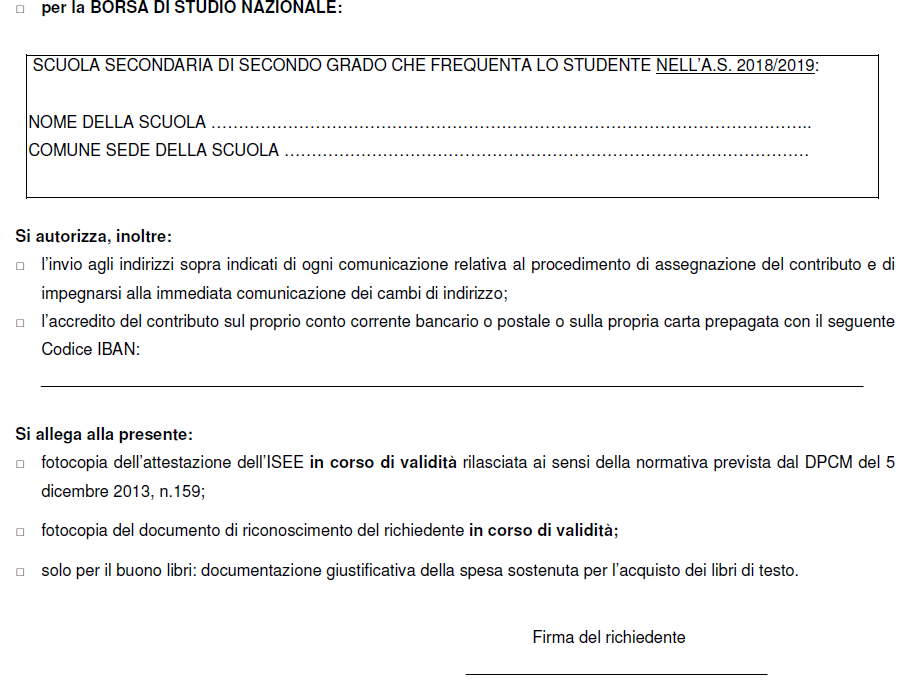 □ per la BORSA DI STUDIO NAZIONALE:
SCUOLA SECONDARIA DI SECONDO GRADO CHE FREQUENTA LO STUDENTE NELL'A.S. 2018/2019:
NOME DELLA SCUOLA …………………………………………………………………………………………………..
COMUNE SEDE DELLA SCUOLA ………………………………………………………………………………………
Si autorizza, inoltre:
□ l'invio agli indirizzi sopra indicati di ogni comunicazione relativa al procedimento di assegnazione del contributo e di
impegnarsi alla immediata comunicazione dei cambi di indirizzo;
□ l'accredito del contributo sul proprio conto corrente bancario o postale o sulla propria carta prepagata con il seguente
Codice IBAN:
Si allega alla presente:
□ fotocopia dell'attestazione dell'ISEE in corso di validità rilasciata ai sensi della normativa prevista dal DPCM del 5
dicembre 2013, n.159;
□ fotocopia del documento di riconoscimento del richiedente in corso di validità;
□ solo per il buono libri: documentazione giustificativa della spesa sostenuta per l'acquisto dei libri di testo.
Firma del richiedente